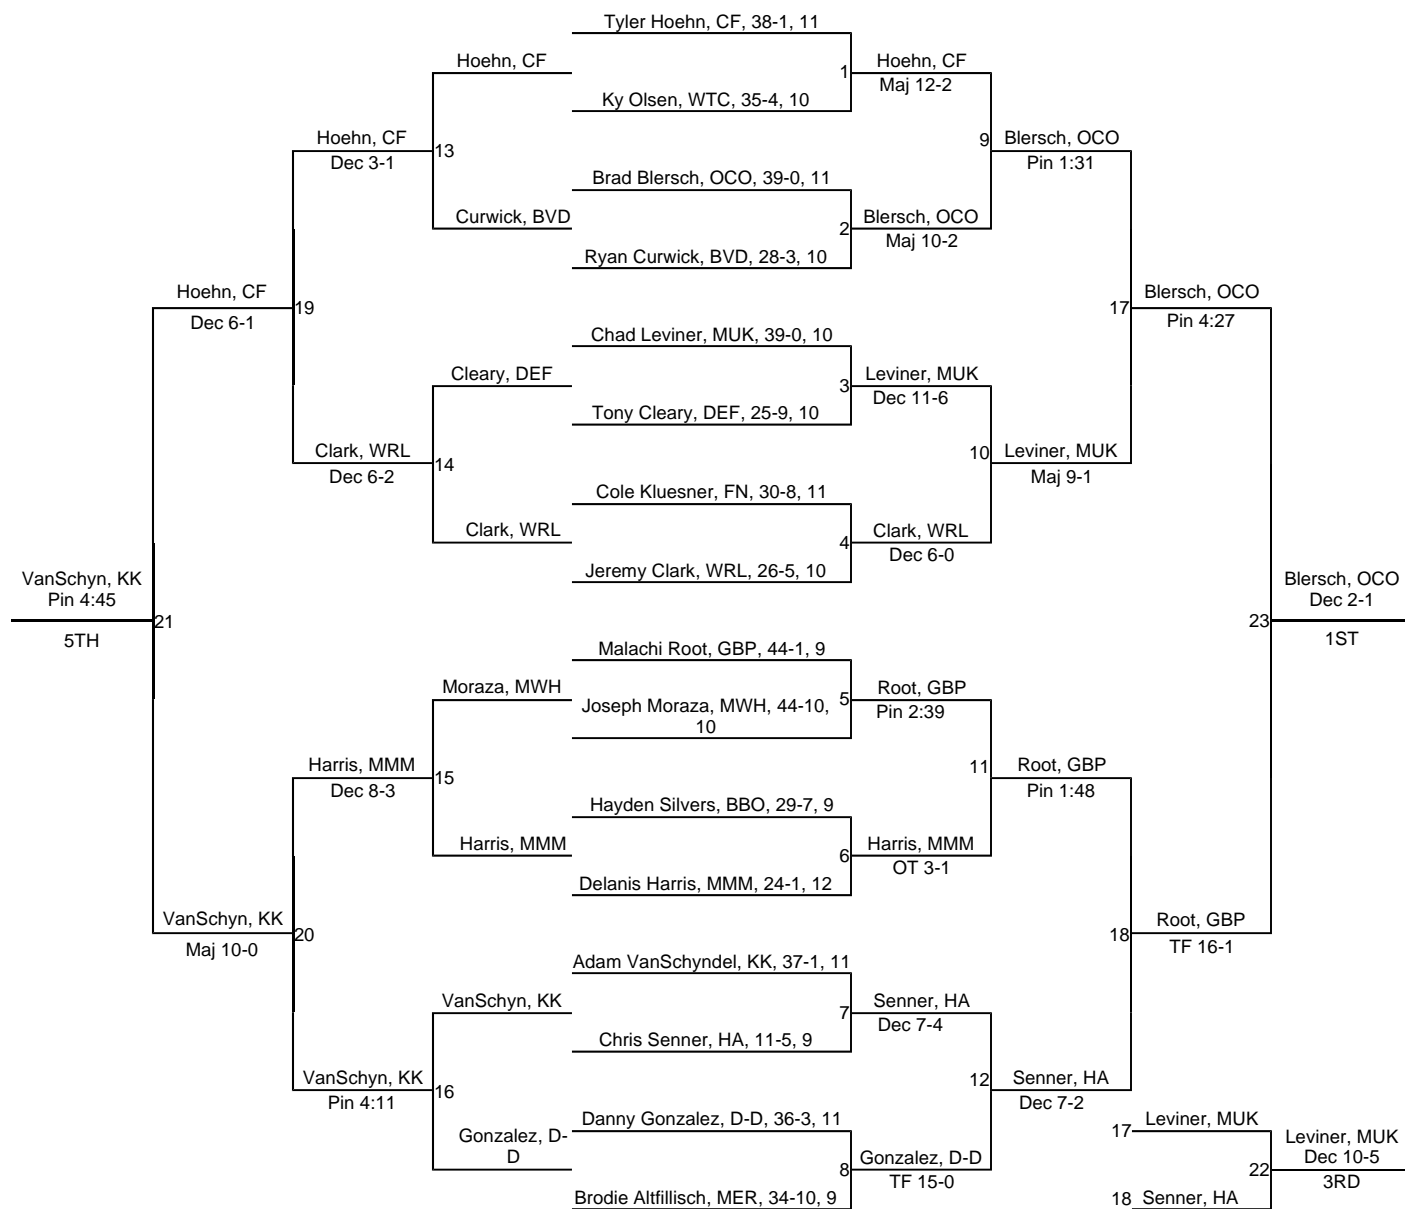 Tyler Hoehn, CF, 38-1, 11
Hoehn, CF
1
Hoehn, CF
Maj 12-2
Ky Olsen, WTC, 35-4, 10
Hoehn, CF
Dec 3-1
13
9
Blersch, OCO
Pin 1:31
Brad Blersch, OCO, 39-0, 11
Curwick, BVD
2
Blersch, OCO
Maj 10-2
Ryan Curwick, BVD, 28-3, 10
Hoehn, CF
Dec 6-1
19
17
Blersch, OCO
Pin 4:27
Chad Leviner, MUK, 39-0, 10
Cleary, DEF
3
Leviner, MUK
Dec 11-6
Tony Cleary, DEF, 25-9, 10
Clark, WRL
Dec 6-2
14
10
Leviner, MUK
Maj 9-1
Cole Kluesner, FN, 30-8, 11
Clark, WRL
4
Clark, WRL
Dec 6-0
Jeremy Clark, WRL, 26-5, 10
VanSchyn, KK
Pin 4:45
21
5TH
23
Blersch, OCO
Dec 2-1
1ST
Malachi Root, GBP, 44-1, 9
Moraza, MWH
5
Root, GBP
Pin 2:39
Joseph Moraza, MWH, 44-10,
10
Harris, MMM
Dec 8-3
15
11
Root, GBP
Pin 1:48
Hayden Silvers, BBO, 29-7, 9
Harris, MMM
6
Harris, MMM
OT 3-1
Delanis Harris, MMM, 24-1, 12
VanSchyn, KK
Maj 10-0
20
18
Root, GBP
TF 16-1
Adam VanSchyndel, KK, 37-1, 11
VanSchyn, KK
7
Senner, HA
Dec 7-4
Chris Senner, HA, 11-5, 9
VanSchyn, KK
Pin 4:11
16
12
Senner, HA
Dec 7-2
Danny Gonzalez, D-D, 36-3, 11
Gonzalez, D-
D
8
Gonzalez, D-D
TF 15-0
Brodie Altfillisch, MER, 34-10, 9
17
Leviner, MUK
22
Leviner, MUK
Dec 10-5
3RD
18
Senner, HA